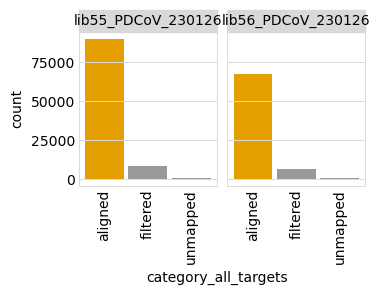 lib55_PDCoV_230126 lib56_PDCoV_230126
count
75000
50000
25000
0
aligned filtered unmapped aligned filtered unmapped
category_all_targets